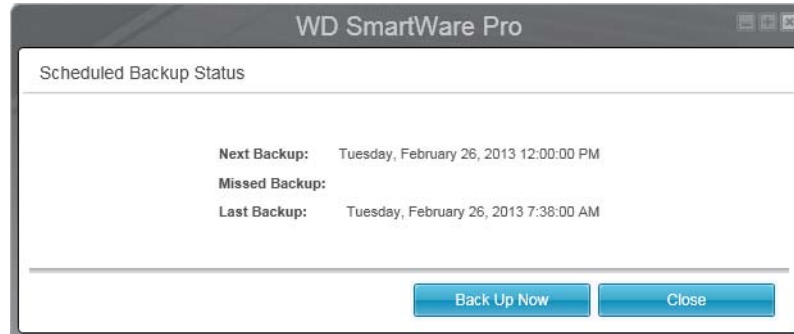 WD SmartWare Pro
Scheduled Backup Status
Next Backup: Tuesday, February 26, 2013 12:00:00 PM
Missed Backup:
Last Backup: Tuesday, February 26, 2013 7:38:00 AM
Back Up Now Close